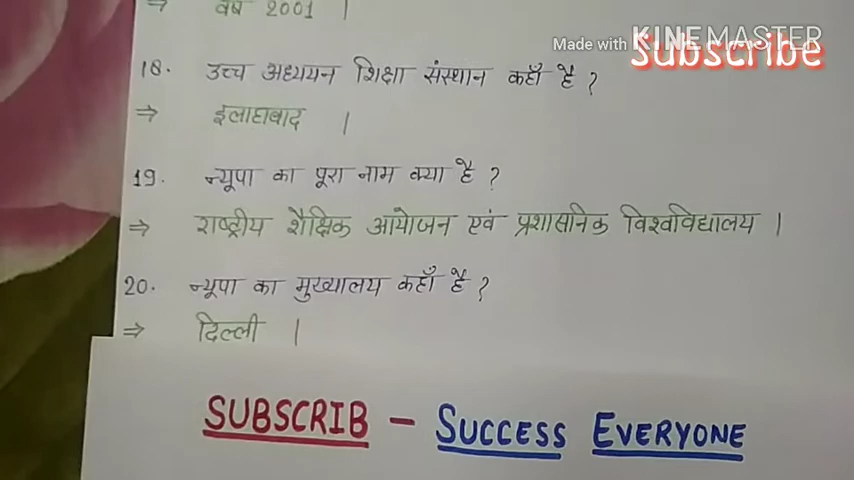 ⇒ वर्ष 2001 |
Made with KINEMASTER
Subscribe
18. उच्च अध्ययन शिक्षा संस्थान कहाँ है ?
⇒ इलाहाबाद |
19. न्यूपा का पूरा नाम क्या है ?
⇒ राष्ट्रीय शैक्षिक आयोजन एवं प्रशासनिक विश्वविद्यालय |
20. न्यूपा का मुख्यालय कहाँ है ?
⇒ दिल्ली |
SUBSCRIB - SUCCESS EVERYONE